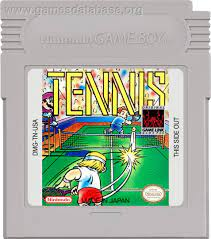 www.gamesdatabase.org
Nintendo GAME BOY
TENNIS
GAME LINK
DMG-TN-USA
THIS SIDE OUT
Nintendo
MADE IN JAPAN